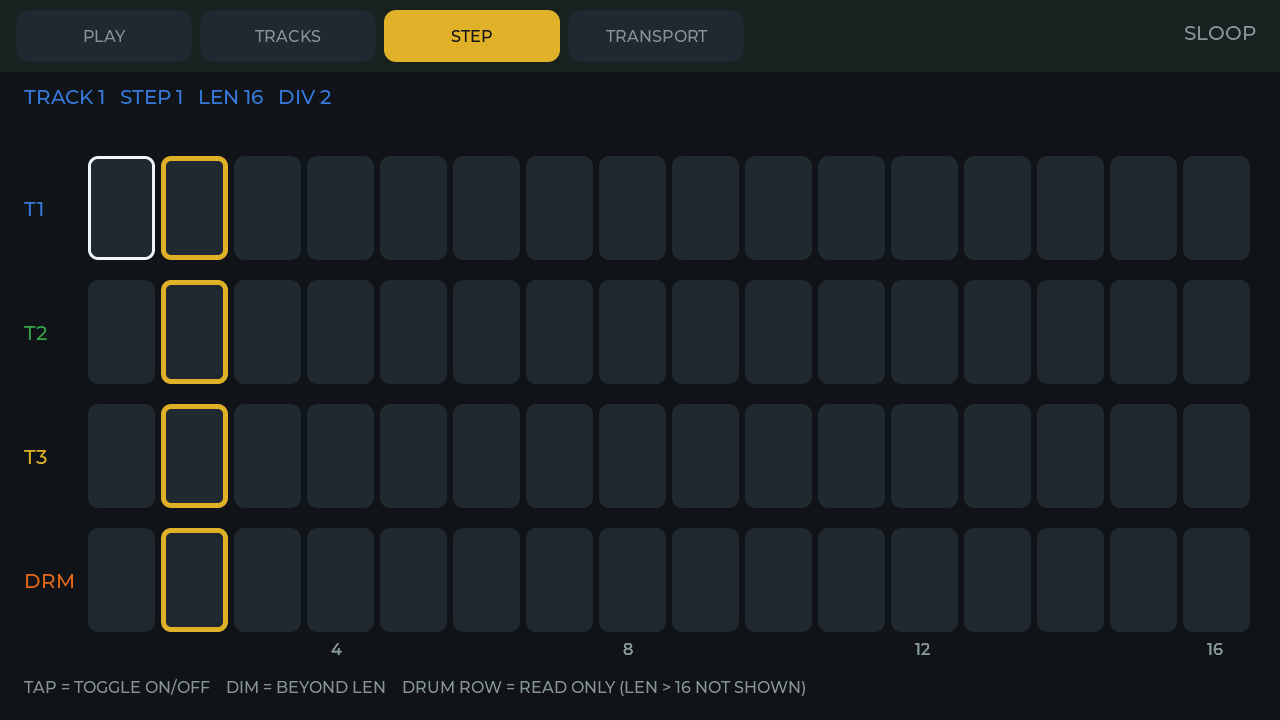 PLAY TRACKS STEP TRANSPORT SLOOP
TRACK 1 STEP 1 LEN 16 DIV 2
T1
T2
T3
DRM
4 8 12 16
TAP = TOGGLE ON/OFF DIM = BEYOND LEN DRUM ROW = READ ONLY (LEN > 16 NOT SHOWN)